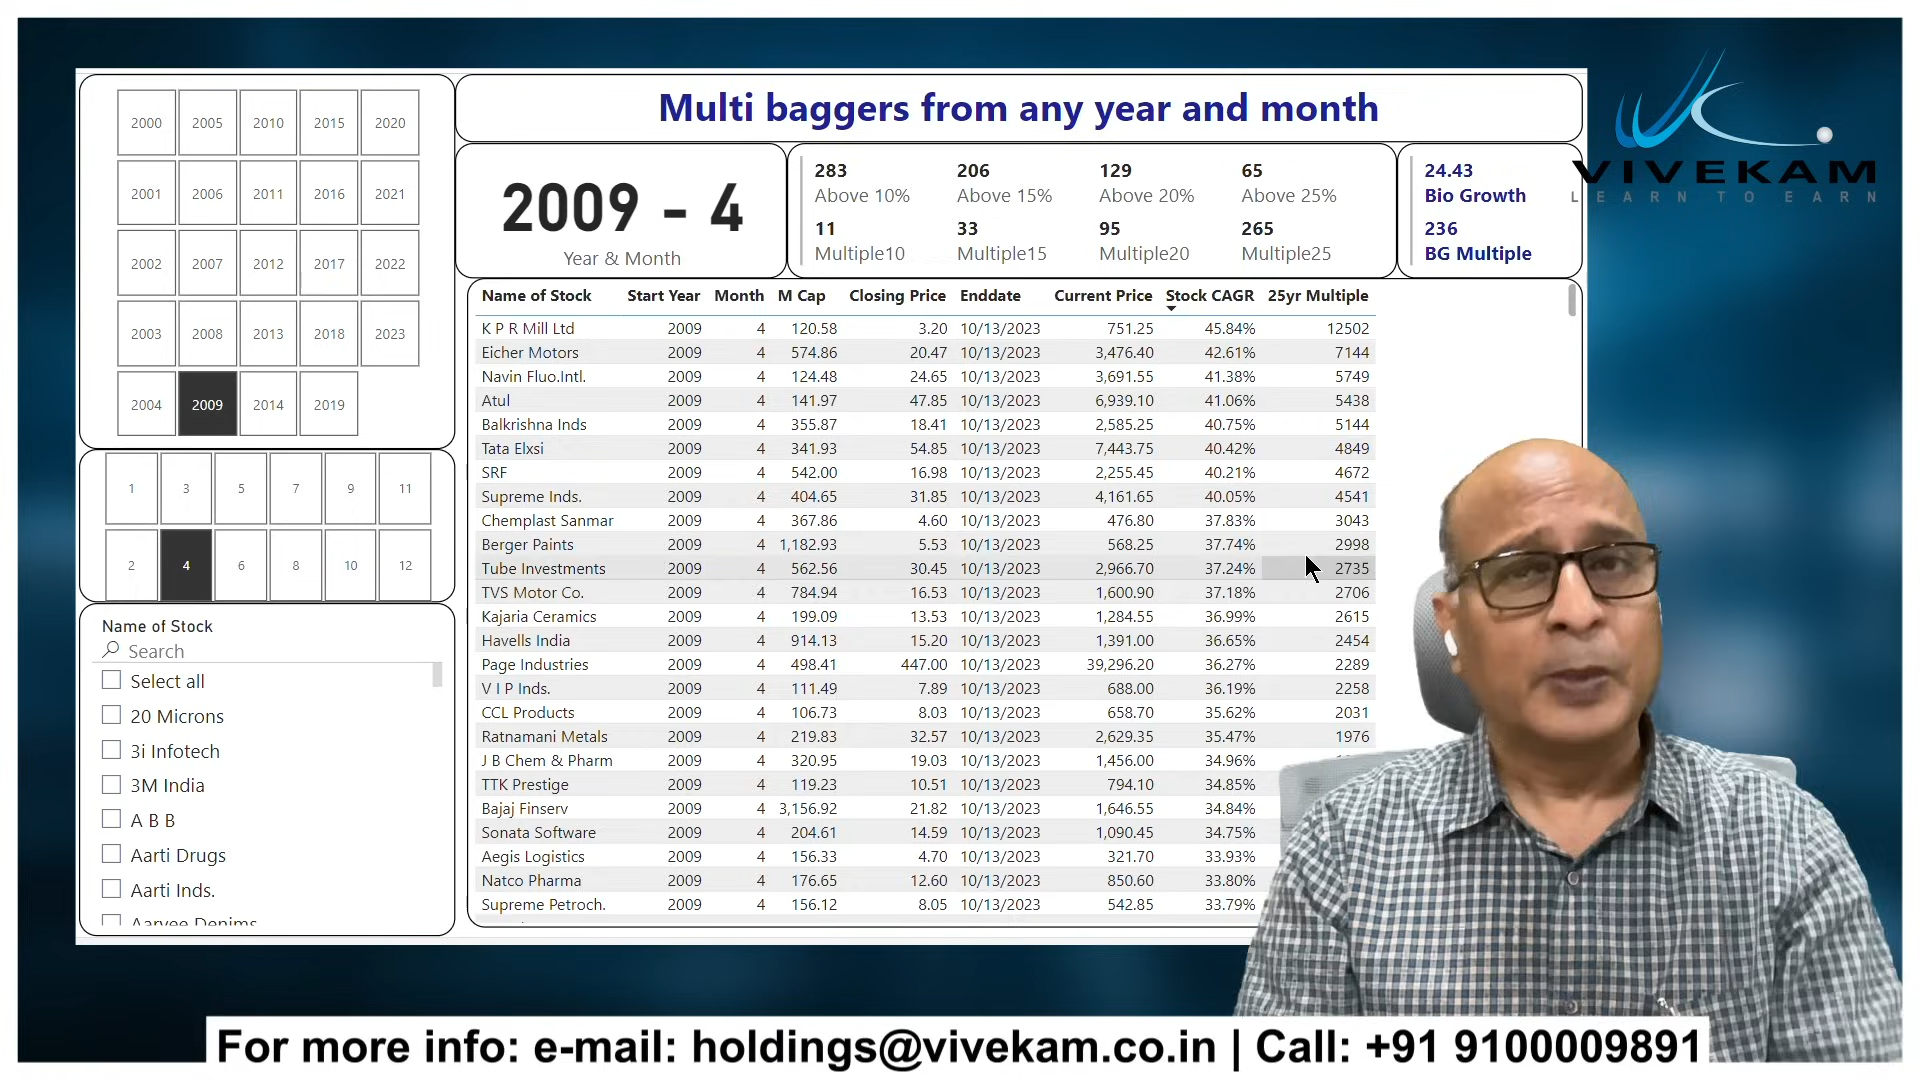 2000 2005 2010 2015 2020
2001 2006 2011 2016 2021
2002 2007 2012 2017 2022
2003 2008 2013 2018 2023
2004 2009 2014 2019
1 3 5 7 9 11
2 4 6 8 10 12
Name of Stock
Search
Select all
20 Microns
3i Infotech
3M India
A B B
Aarti Drugs
Aarti Inds.
Aarvee Denims
Multi baggers from any year and month
2009 - 4
Year & Month
283 206 129 65
Above 10% Above 15% Above 20% Above 25%
11 33 95 265
Multiple10 Multiple15 Multiple20 Multiple25
24.43
Bio Growth
236
BG Multiple
VIVEKAM
LEARN TO EARN
Name of Stock Start Year Month M Cap Closing Price Enddate Current Price Stock CAGR 25yr Multiple
K P R Mill Ltd 2009 4 120.58 3.20 10/13/2023 751.25 45.84% 12502
Eicher Motors 2009 4 574.86 20.47 10/13/2023 3,476.40 42.61% 7144
Navin Fluo.Intl. 2009 4 124.48 24.65 10/13/2023 3,691.55 41.38% 5749
Atul 2009 4 141.97 47.85 10/13/2023 6,939.10 41.06% 5438
Balkrishna Inds 2009 4 355.87 18.41 10/13/2023 2,585.25 40.75% 5144
Tata Elxsi 2009 4 341.93 54.85 10/13/2023 7,443.75 40.42% 4849
SRF 2009 4 542.00 16.98 10/13/2023 2,255.45 40.21% 4672
Supreme Inds. 2009 4 404.65 31.85 10/13/2023 4,161.65 40.05% 4541
Chemplast Sanmar 2009 4 367.86 4.60 10/13/2023 476.80 37.83% 3043
Berger Paints 2009 4 1,182.93 5.53 10/13/2023 568.25 37.74% 2998
Tube Investments 2009 4 562.56 30.45 10/13/2023 2,966.70 37.24% 2735
TVS Motor Co. 2009 4 784.94 16.53 10/13/2023 1,600.90 37.18% 2706
Kajaria Ceramics 2009 4 199.09 13.53 10/13/2023 1,284.55 36.99% 2615
Havells India 2009 4 914.13 15.20 10/13/2023 1,391.00 36.65% 2454
Page Industries 2009 4 498.41 447.00 10/13/2023 39,296.20 36.27% 2289
V I P Inds. 2009 4 111.49 7.89 10/13/2023 688.00 36.19% 2258
CCL Products 2009 4 106.73 8.03 10/13/2023 658.70 35.62% 2031
Ratnamani Metals 2009 4 219.83 32.57 10/13/2023 2,629.35 35.47% 1976
J B Chem & Pharm 2009 4 320.95 19.03 10/13/2023 1,456.00 34.96%
TTK Prestige 2009 4 119.23 10.51 10/13/2023 794.10 34.85%
Bajaj Finserv 2009 4 3,156.92 21.82 10/13/2023 1,646.55 34.84%
Sonata Software 2009 4 204.61 14.59 10/13/2023 1,090.45 34.75%
Aegis Logistics 2009 4 156.33 4.70 10/13/2023 321.70 33.93%
Natco Pharma 2009 4 176.65 12.60 10/13/2023 850.60 33.80%
Supreme Petroch. 2009 4 156.12 8.05 10/13/2023 542.85 33.79%
For more info: e-mail: holdings@vivekam.co.in | Call: +91 9100009891